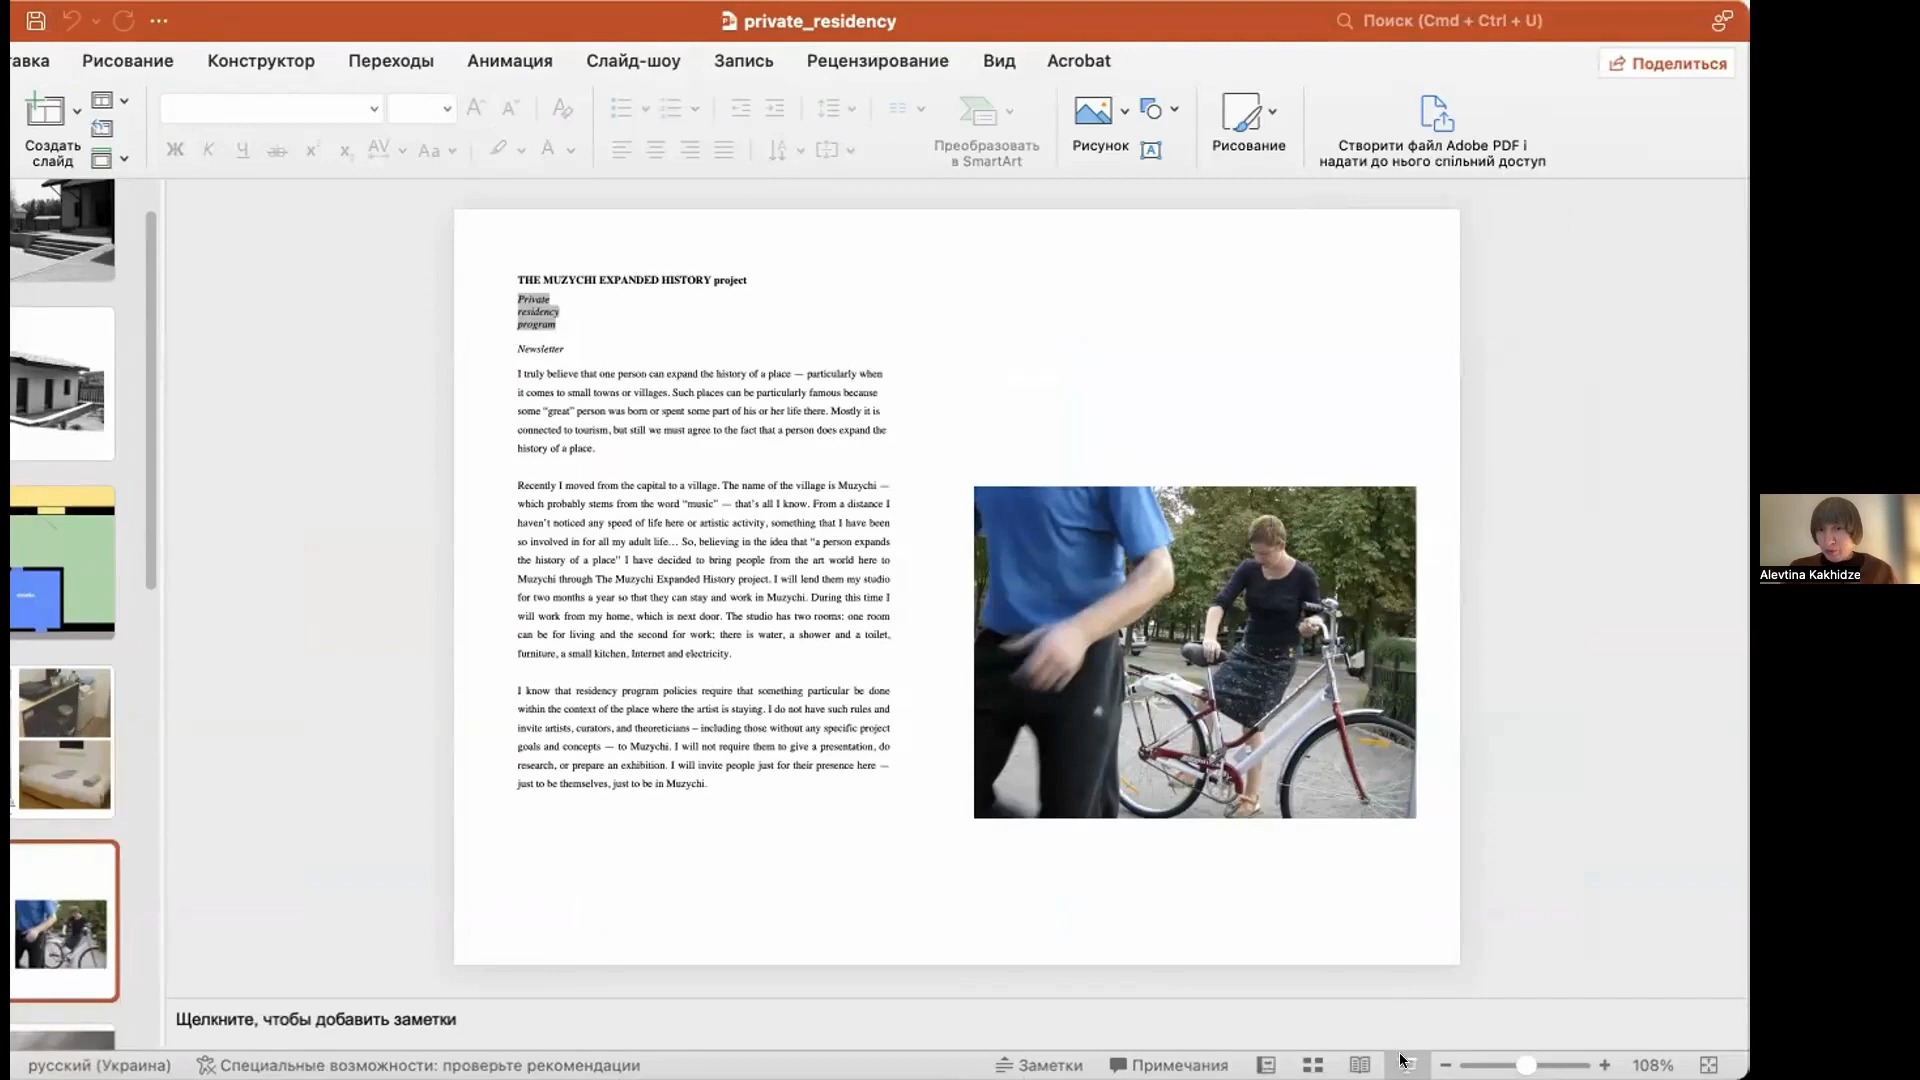 private_residency
Поиск (Cmd + Ctrl + U)
тавка Рисование Конструктор Переходы Анимация Слайд-шоу Запись Рецензирование Вид Acrobat
Поделиться
Создать
слайд
Ж К Ч ab x² x₂ AV Aa A
Преобразовать
в SmartArt
Рисунок
Рисование
Створити файл Adobe PDF і
надати до нього спільний доступ
THE MUZYCHI EXPANDED HISTORY project
Private
residency
program
Newsletter
I truly believe that one person can expand the history of a place — particularly when
it comes to small towns or villages. Such places can be particularly famous because
some “great” person was born or spent some part of his or her life there. Mostly it is
connected to tourism, but still we must agree to the fact that a person does expand the
history of a place.
Recently I moved from the capital to a village. The name of the village is Muzychi —
which probably stems from the word “music” — that’s all I know. From a distance I
haven’t noticed any speed of life here or artistic activity, something that I have been
so involved in for all my adult life… So, believing in the idea that “a person expands
the history of a place” I have decided to bring people from the art world here to
Muzychi through The Muzychi Expanded History project. I will lend them my studio
for two months a year so that they can stay and work in Muzychi. During this time I
will work from my home, which is next door. The studio has two rooms: one room
can be for living and the second for work; there is water, a shower and a toilet,
furniture, a small kitchen, Internet and electricity.
I know that residency program policies require that something particular be done
within the context of the place where the artist is staying. I do not have such rules and
invite artists, curators, and theoreticians – including those without any specific project
goals and concepts — to Muzychi. I will not require them to give a presentation, do
research, or prepare an exhibition. I will invite people just for their presence here —
just to be themselves, just to be in Muzychi.
Alevtina Kakhidze
Щелкните, чтобы добавить заметки
русский (Украина)
Специальные возможности: проверьте рекомендации
Заметки
Примечания
108%